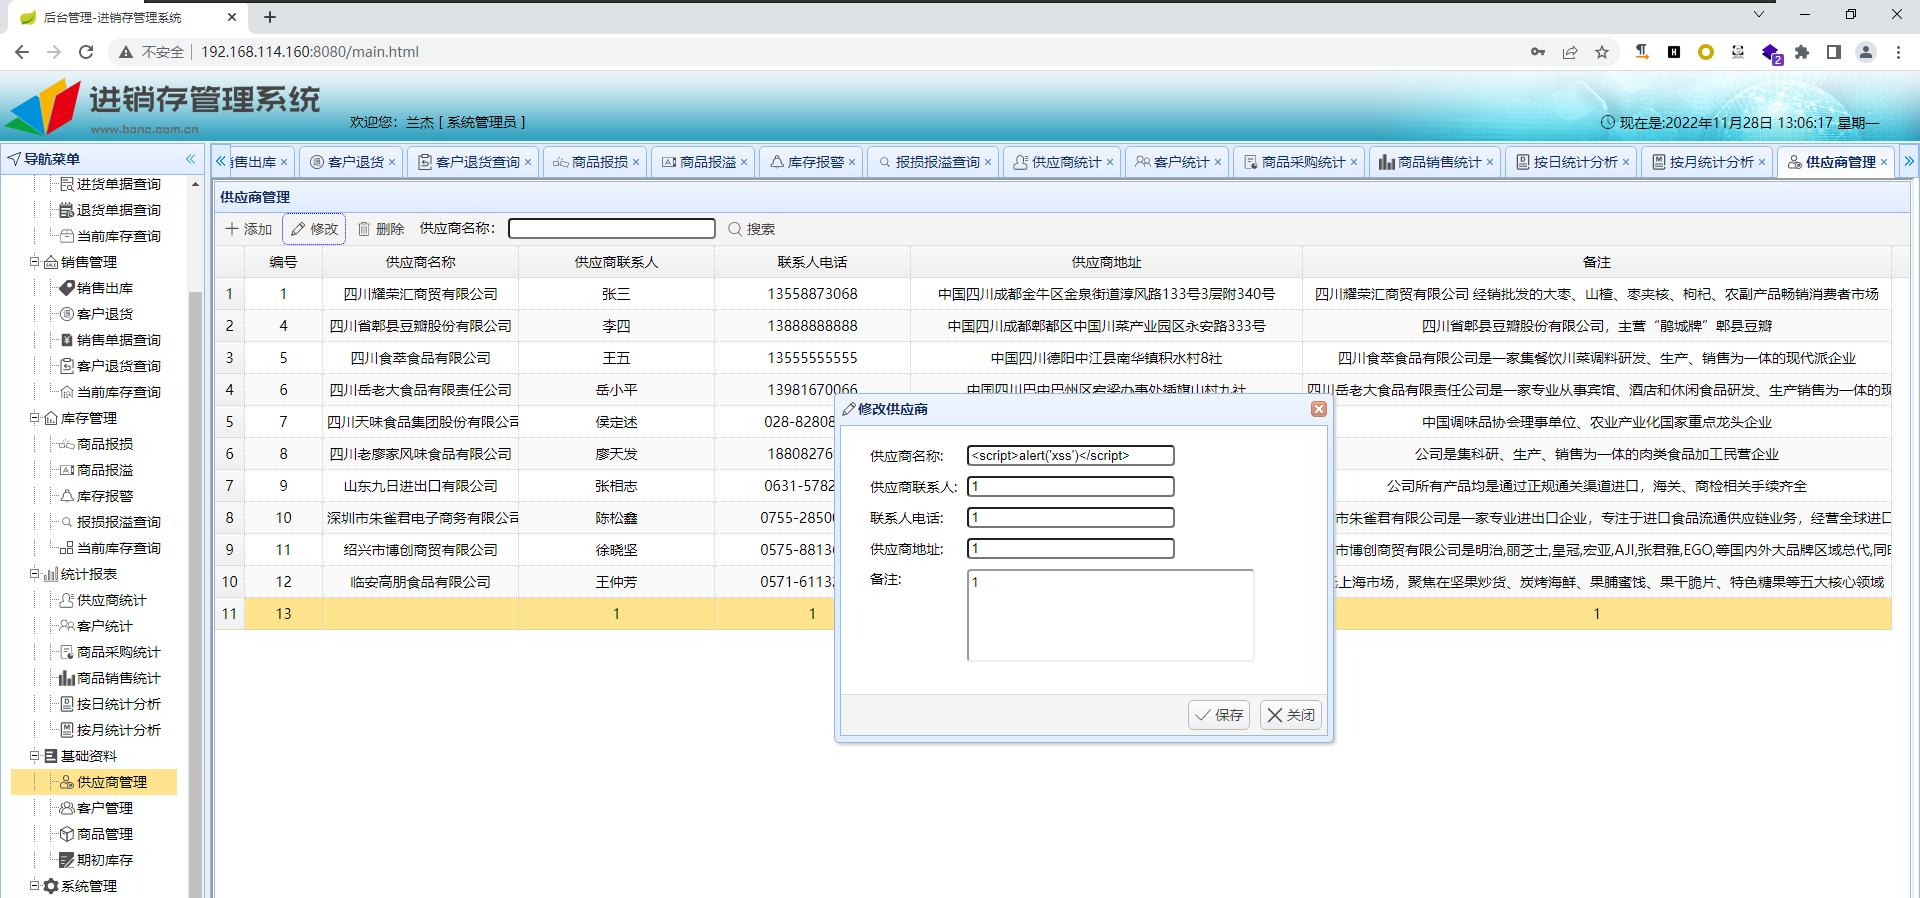 后台管理-进销存管理系统
不安全 192.168.114.160:8080/main.html
2
进销存管理系统
www.bona.com.cn
欢迎您：兰杰 [ 系统管理员 ]
现在是:2022年11月28日 13:06:17 星期一
导航菜单
售出库 客户退货 客户退货查询 商品报损 商品报溢 库存报警 报损报溢查询 供应商统计 客户统计 商品采购统计 商品销售统计 按日统计分析 按月统计分析 供应商管理
进货单据查询
退货单据查询
当前库存查询
销售管理
销售出库
客户退货
销售单据查询
客户退货查询
当前库存查询
库存管理
商品报损
商品报溢
库存报警
报损报溢查询
当前库存查询
统计报表
供应商统计
客户统计
商品采购统计
商品销售统计
按日统计分析
按月统计分析
基础资料
供应商管理
客户管理
商品管理
期初库存
系统管理
供应商管理
添加 修改 删除 供应商名称： 搜索
编号 供应商名称 供应商联系人 联系人电话 供应商地址 备注
1 1 四川耀荣汇商贸有限公司 张三 13558873068 中国四川成都金牛区金泉街道淳风路133号3层附340号 四川耀荣汇商贸有限公司 经销批发的大枣、山楂、枣夹核、枸杞、农副产品畅销消费者市场
2 4 四川省郫县豆瓣股份有限公司 李四 13888888888 中国四川成都郫都区中国川菜产业园区永安路333号 四川省郫县豆瓣股份有限公司，主营“鹃城牌”郫县豆瓣
3 5 四川食萃食品有限公司 王五 13555555555 中国四川德阳中江县南华镇积水村8社 四川食萃食品有限公司是一家集餐饮川菜调料研发、生产、销售为一体的现代派企业
4 6 四川岳老大食品有限责任公司 岳小平 13981670066 中国四川巴中巴州区宕梁办事处插旗山村九社 四川岳老大食品有限责任公司是一家专业从事宾馆、酒店和休闲食品研发、生产销售为一体的现
5 7 四川天味食品集团股份有限公司 侯定述 028-82808 中国调味品协会理事单位、农业产业化国家重点龙头企业
6 8 四川老廖家风味食品有限公司 廖天发 18808276 公司是集科研、生产、销售为一体的肉类食品加工民营企业
7 9 山东九日进出口有限公司 张相志 0631-5782 公司所有产品均是通过正规通关渠道进口，海关、商检相关手续齐全
8 10 深圳市朱雀君电子商务有限公司 陈松鑫 0755-2850 市朱雀君有限公司是一家专业进出口企业，专注于进口食品流通供应链业务，经营全球进口
9 11 绍兴市博创商贸有限公司 徐晓坚 0575-8813 市博创商贸有限公司是明治,丽芝士,皇冠,宏亚,AJI,张君雅,EGO,等国内外大品牌区域总代,同时
10 12 临安高朋食品有限公司 王仲芳 0571-6113 上海市场，聚焦在坚果炒货、炭烤海鲜、果脯蜜饯、果干脆片、特色糖果等五大核心领域
11 13 1 1 1
修改供应商
供应商名称: <script>alert('xss')</script>
供应商联系人: 1
联系人电话: 1
供应商地址: 1
备注: 1
保存 关闭